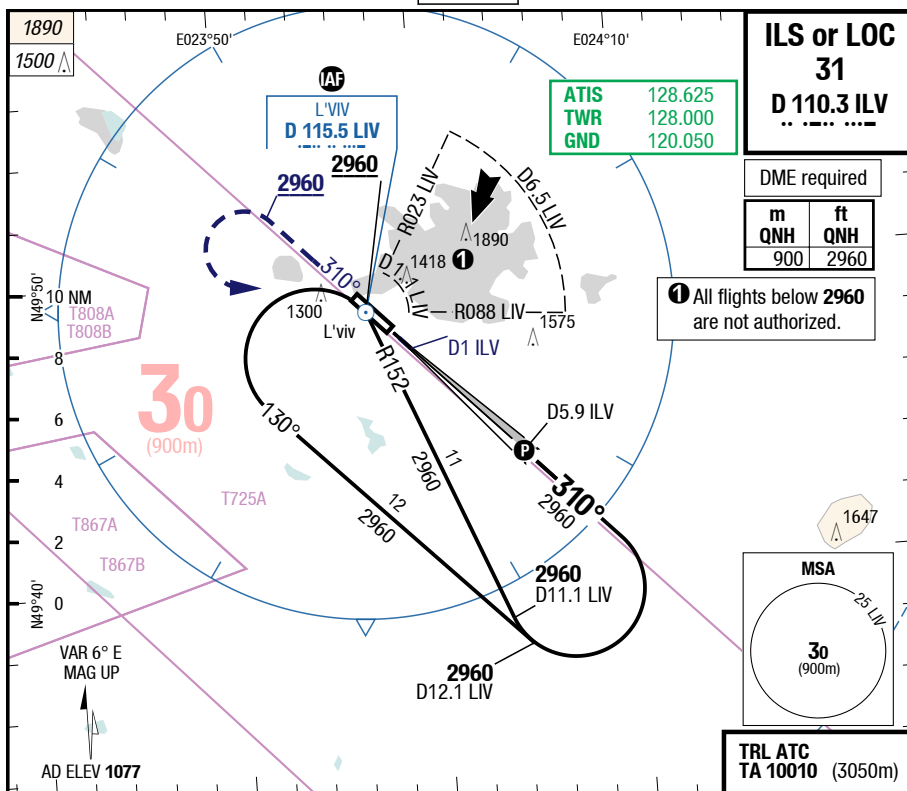 1890
1500
E023°50'
E024°10'
IAF
L'VIV
D 115.5 LIV
2960
2960
ATIS 128.625
TWR 128.000
GND 120.050
ILS or LOC
31
D 110.3 ILV
DME required
m ft
QNH QNH
900 2960
1 All flights below 2960
are not authorized.
R023 LIV
D6.5 LIV
1890
1418
1
D1.1 LIV
R088 LIV
1575
310°
1300
L'viv
D1 ILV
N49°50'
10 NM
T808A
T808B
8
30
(900m)
6
4
2
0
N49°40'
130°
R152
11
2960
12
2960
D5.9 ILV
P
310°
2960
T725A
T867A
T867B
1647
2960
D11.1 LIV
2960
D12.1 LIV
MSA
25 LIV
30
(900m)
VAR 6° E
MAG UP
AD ELEV 1077
TRL ATC
TA 10010 (3050m)